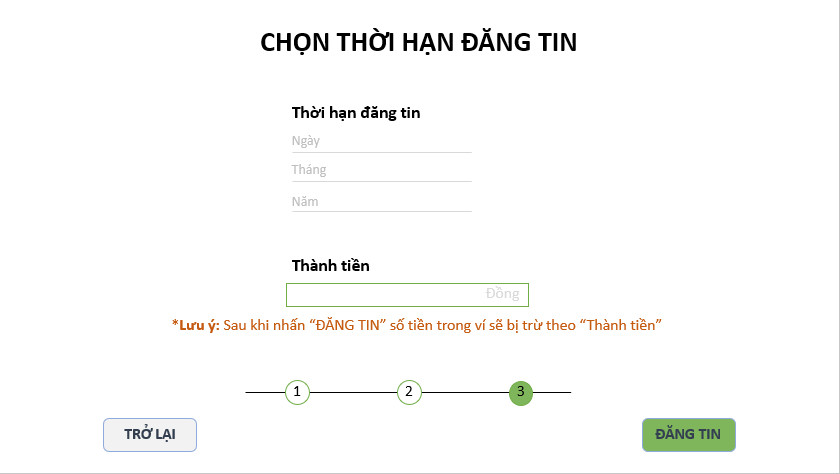 CHỌN THỜI HẠN ĐĂNG TIN
Thời hạn đăng tin
Ngày
Tháng
Năm
Thành tiền
Đồng
*Lưu ý: Sau khi nhấn “ĐĂNG TIN” số tiền trong ví sẽ bị trừ theo “Thành tiền”
1 2 3
TRỞ LẠI ĐĂNG TIN